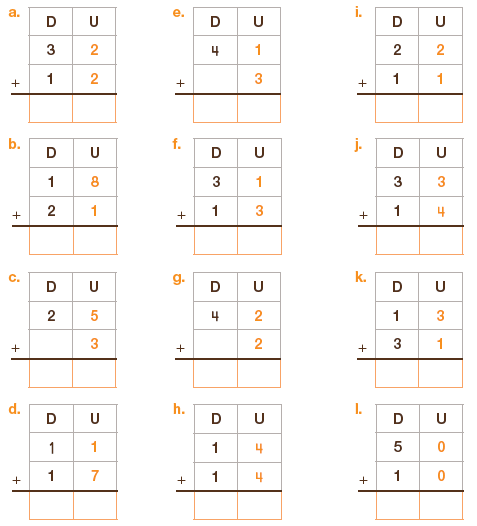 a. e. i.
D U D U D U
3 2 4 1 2 2
+ 1 2 + 3 + 1 1
b. f. j.
D U D U D U
1 8 3 1 3 3
+ 2 1 + 1 3 + 1 4
c. g. k.
D U D U D U
2 5 4 2 1 3
+ 3 + 2 + 3 1
d. h. l.
D U D U D U
1 1 1 4 5 0
+ 1 7 + 1 4 + 1 0